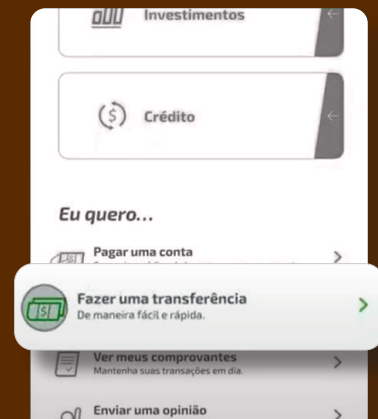 Investimentos
Crédito
Eu quero...
Pagar uma conta
Fazer uma transferência
De maneira fácil e rápida.
Ver meus comprovantes
Mantenha suas transações em dia.
Enviar uma opinião